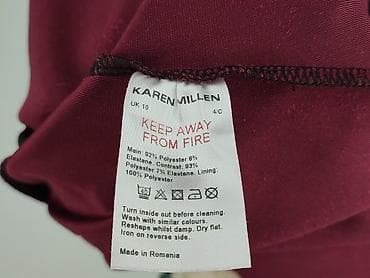 KAREN MILLEN
UK 10 4/C
KEEP AWAY
FROM FIRE
Main: 92% Polyester 8%
Elastane. Contrast: 93%
Polyester 7% Elastane. Lining:
100% Polyester
Turn inside out before cleaning.
Wash with similar colours.
Reshape whilst damp. Dry flat.
Iron on reverse side.
Made in Romania